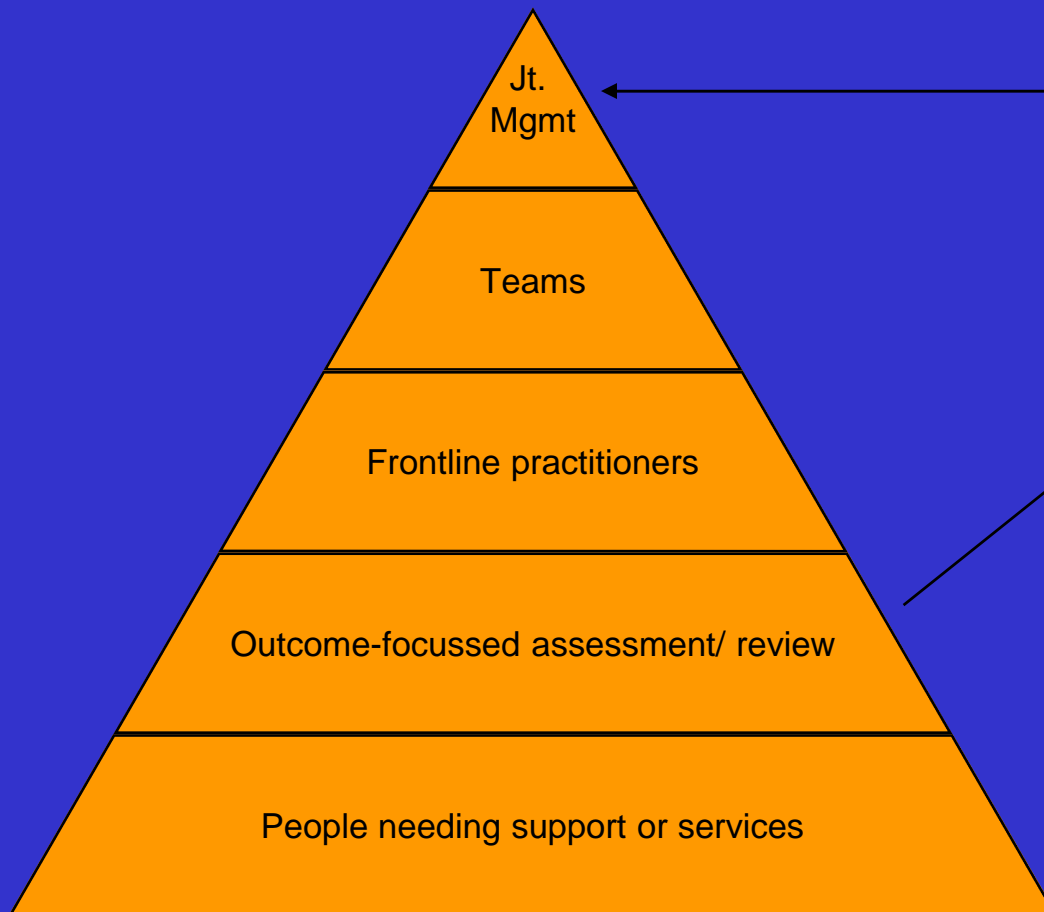 Jt.
Mgmt
Teams
Frontline practitioners
Outcome-focussed assessment/ review
People needing support or services